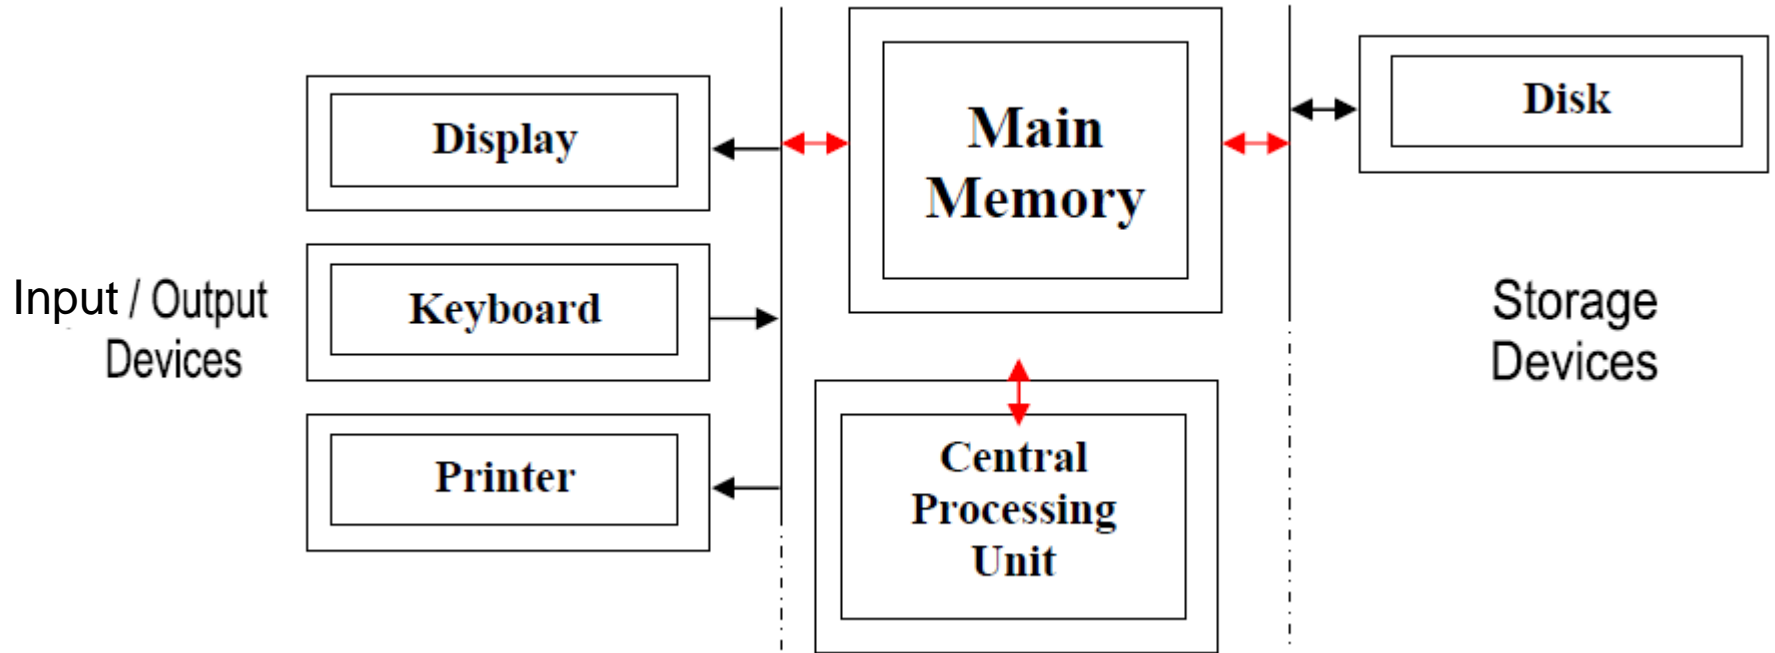 Display
Keyboard
Printer
Input / Output
Devices
Main
Memory
Central
Processing
Unit
Disk
Storage
Devices